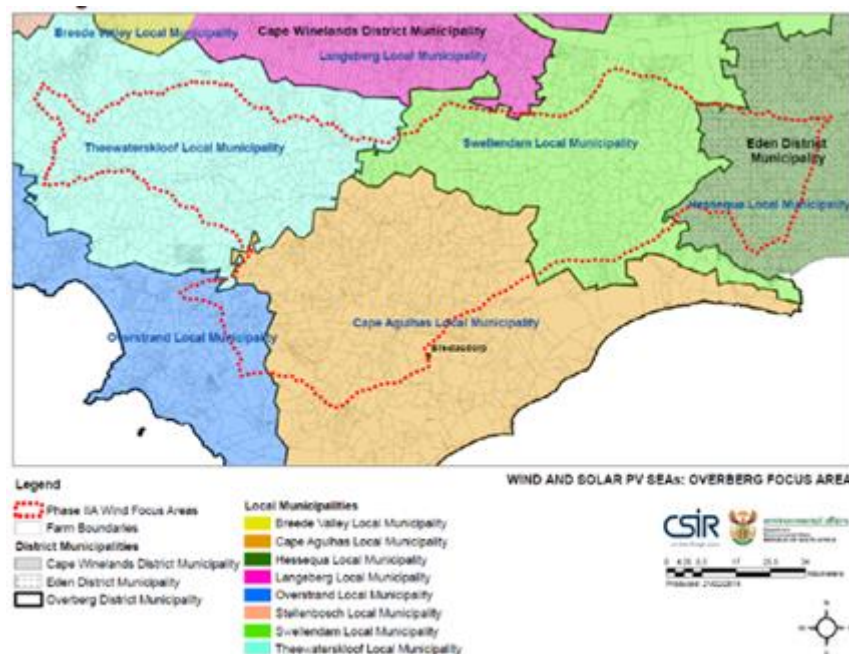 Breede Valley Local Municipality
Cape Winelands District Municipality
Langsberg Local Municipality
Theewaterskloof Local Municipality
Swellendam Local Municipality
Eden District
Municipality
Hessequa Local Municipality
Overstrand Local Municipality
Cape Agulhas Local Municipality
Bredasdorp
WIND AND SOLAR PV SEAs: OVERBERG FOCUS AREA
Legend
Phase IIA Wind Focus Areas
Farm Boundaries
District Municipalities
Cape Winelands District Municipality
Eden District Municipality
Overberg District Municipality
Local Municipalities
Breede Valley Local Municipality
Cape Agulhas Local Municipality
Hessequa Local Municipality
Langeberg Local Municipality
Overstrand Local Municipality
Stellenbosch Local Municipality
Swellendam Local Municipality
Theewaterskloof Local Municipality
CSIR
environmental affairs